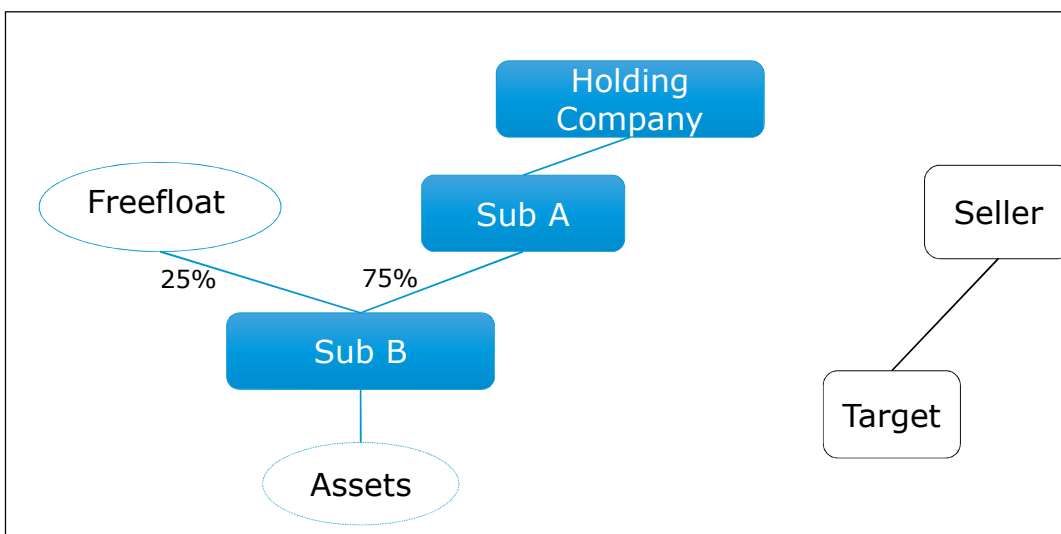 Holding
Company
Freefloat
Sub A
Seller
25%
75%
Sub B
Target
Assets